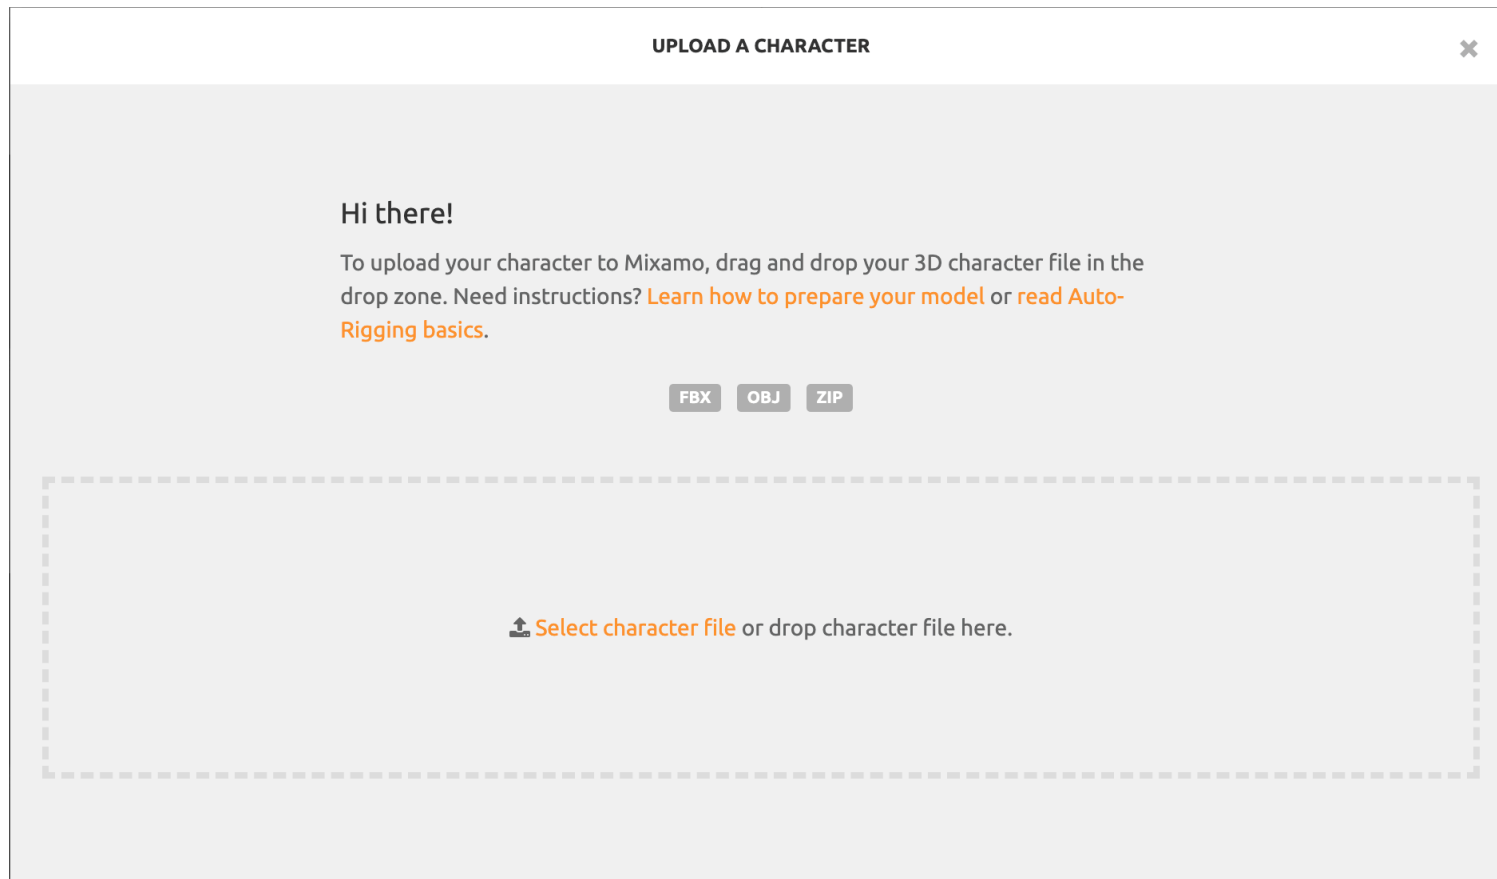 UPLOAD A CHARACTER
Hi there!
To upload your character to Mixamo, drag and drop your 3D character file in the
drop zone. Need instructions? Learn how to prepare your model or read Auto-
Rigging basics.
FBX OBJ ZIP
Select character file or drop character file here.